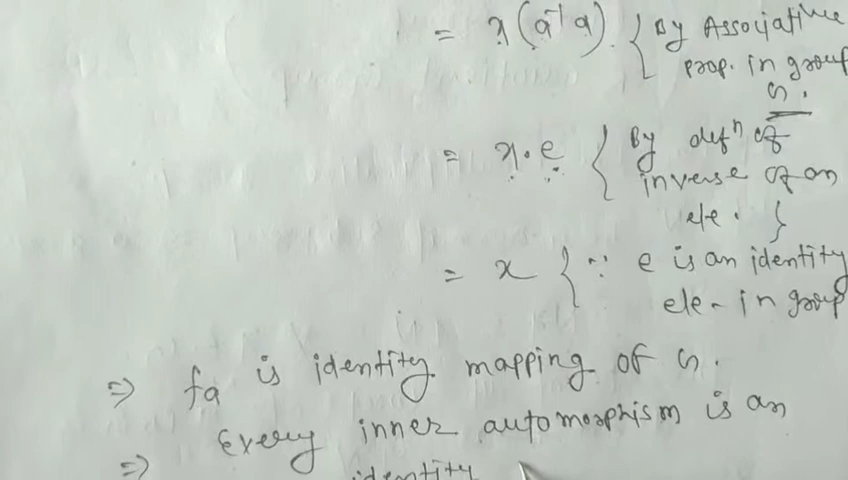 = x(a⁻¹a). { By Associative
prop. in group
G.
= x.e { By defⁿ of
inverse of an
ele. }
= x { ∵ e is an identity
ele- in group
⇒ fa is identity mapping of G.
⇒ Every inner automorphism is an
identity